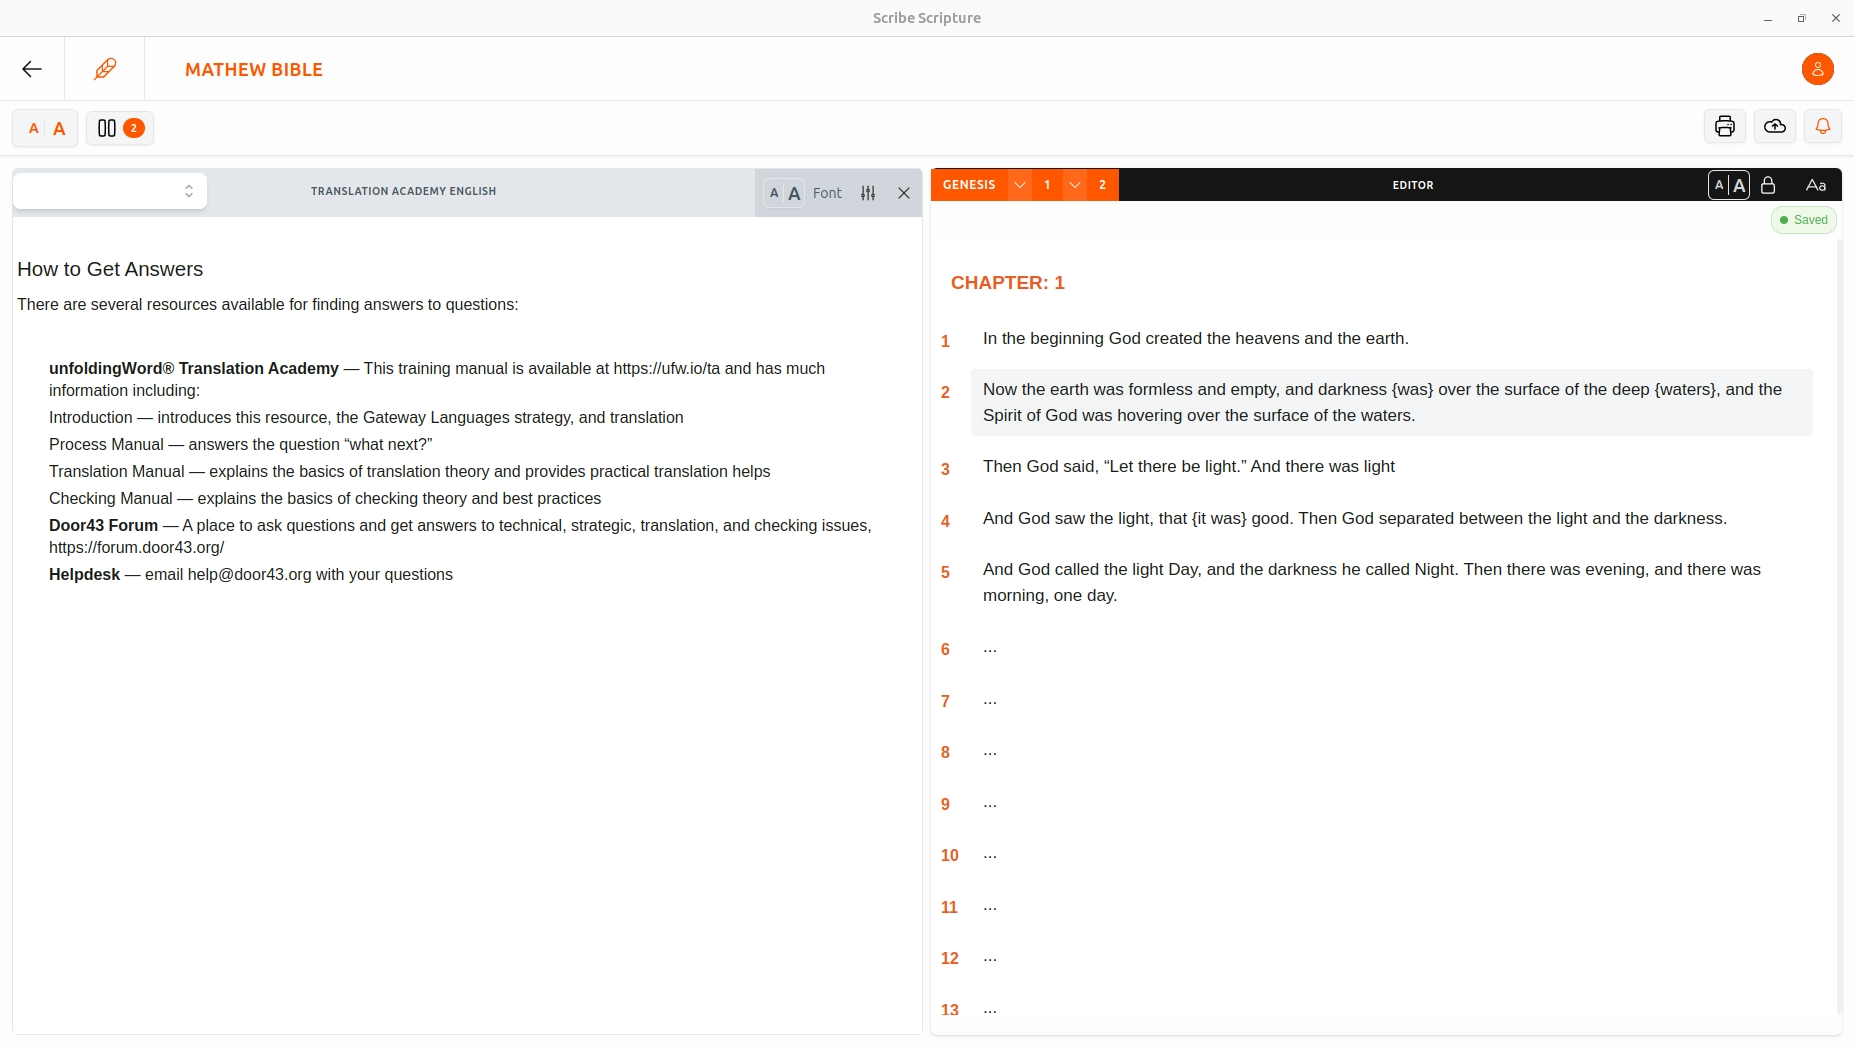 Scribe Scripture
MATHEW BIBLE
A A
2
TRANSLATION ACADEMY ENGLISH
A A Font
How to Get Answers
There are several resources available for finding answers to questions:
unfoldingWord® Translation Academy — This training manual is available at https://ufw.io/ta and has much
information including:
Introduction — introduces this resource, the Gateway Languages strategy, and translation
Process Manual — answers the question “what next?”
Translation Manual — explains the basics of translation theory and provides practical translation helps
Checking Manual — explains the basics of checking theory and best practices
Door43 Forum — A place to ask questions and get answers to technical, strategic, translation, and checking issues,
https://forum.door43.org/
Helpdesk — email help@door43.org with your questions
GENESIS 1 2
EDITOR
A A Aa
Saved
CHAPTER: 1
1 In the beginning God created the heavens and the earth.
2 Now the earth was formless and empty, and darkness {was} over the surface of the deep {waters}, and the
Spirit of God was hovering over the surface of the waters.
3 Then God said, “Let there be light.” And there was light
4 And God saw the light, that {it was} good. Then God separated between the light and the darkness.
5 And God called the light Day, and the darkness he called Night. Then there was evening, and there was
morning, one day.
6 ...
7 ...
8 ...
9 ...
10 ...
11 ...
12 ...
13 ...